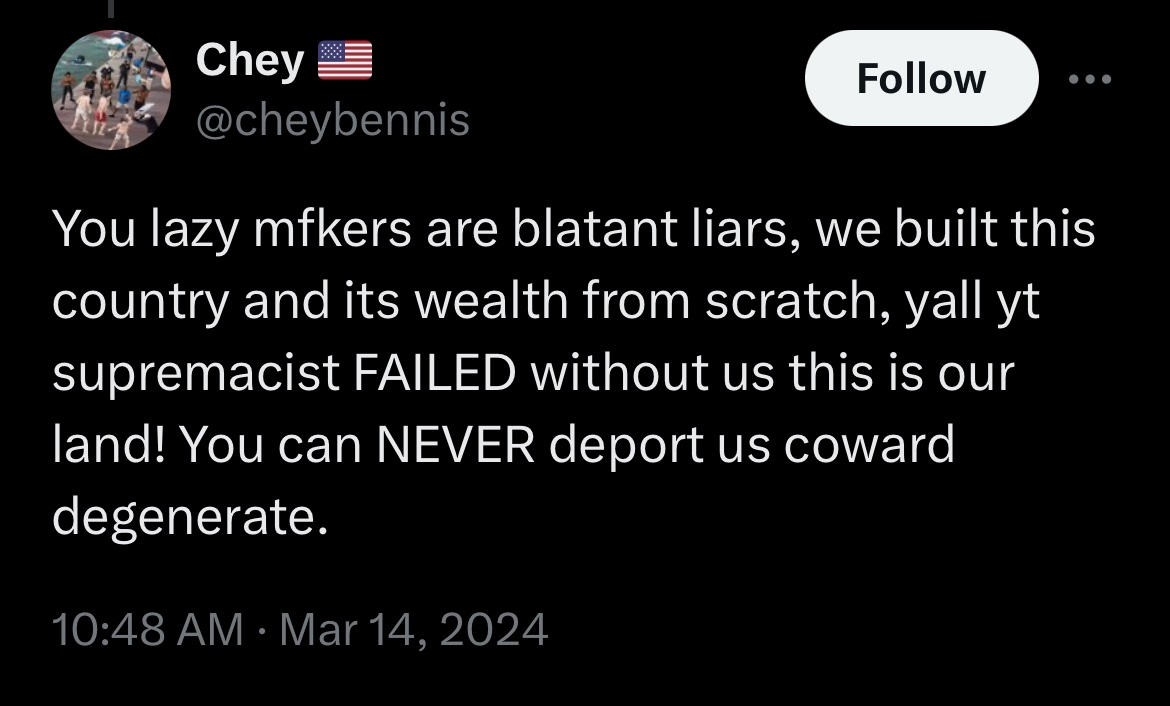 Chey 🇺🇸
@cheybennis
Follow
You lazy mfkers are blatant liars, we built this
country and its wealth from scratch, yall yt
supremacist FAILED without us this is our
land! You can NEVER deport us coward
degenerate.
10:48 AM · Mar 14, 2024